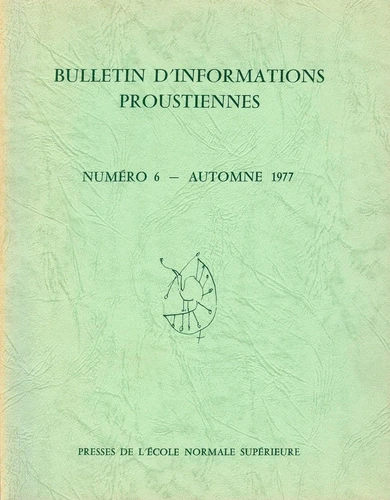 BULLETIN D'INFORMATIONS
PROUSTIENNES
NUMÉRO 6 — AUTOMNE 1977
PRESSES DE L'ÉCOLE NORMALE SUPÉRIEURE